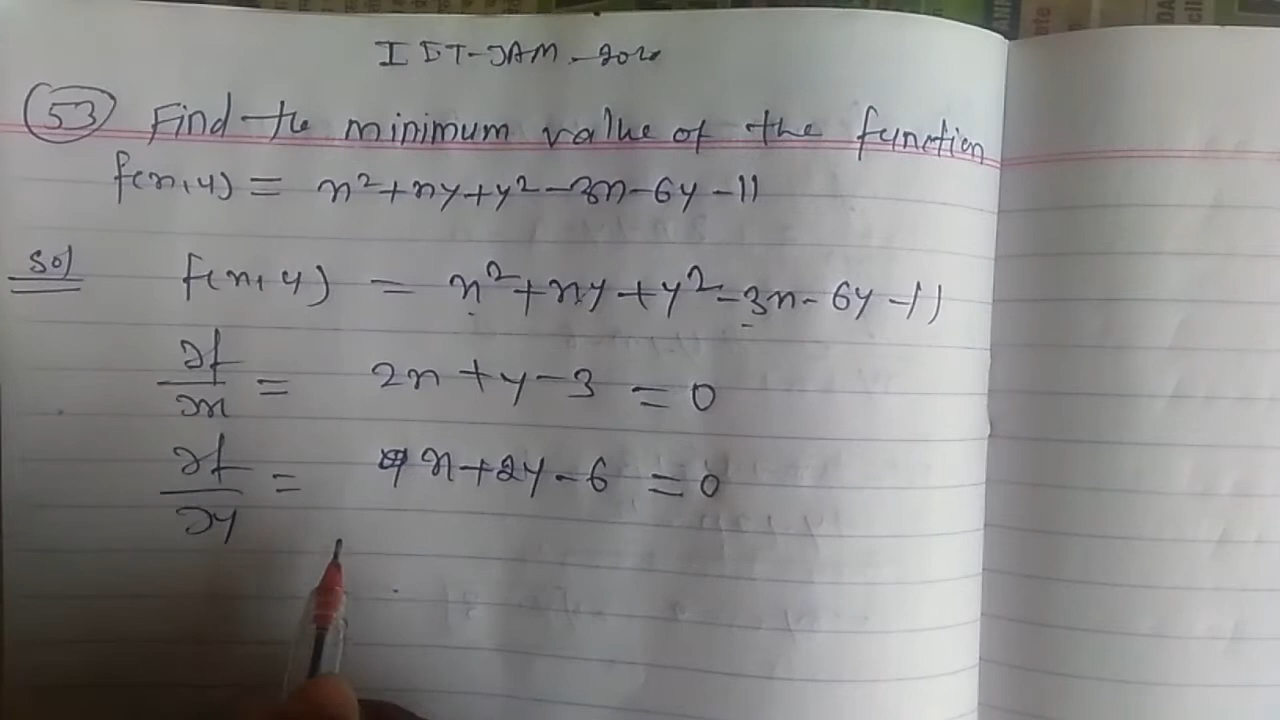 IIT-JAM-2020
53 Find the minimum value of the function
f(x,y) = x²+xy+y²-3x-6y-11
Sol f(x,y) = x²+xy+y²-3x-6y-11
∂f/∂x = 2x+y-3 = 0
∂f/∂y = x+2y-6 = 0